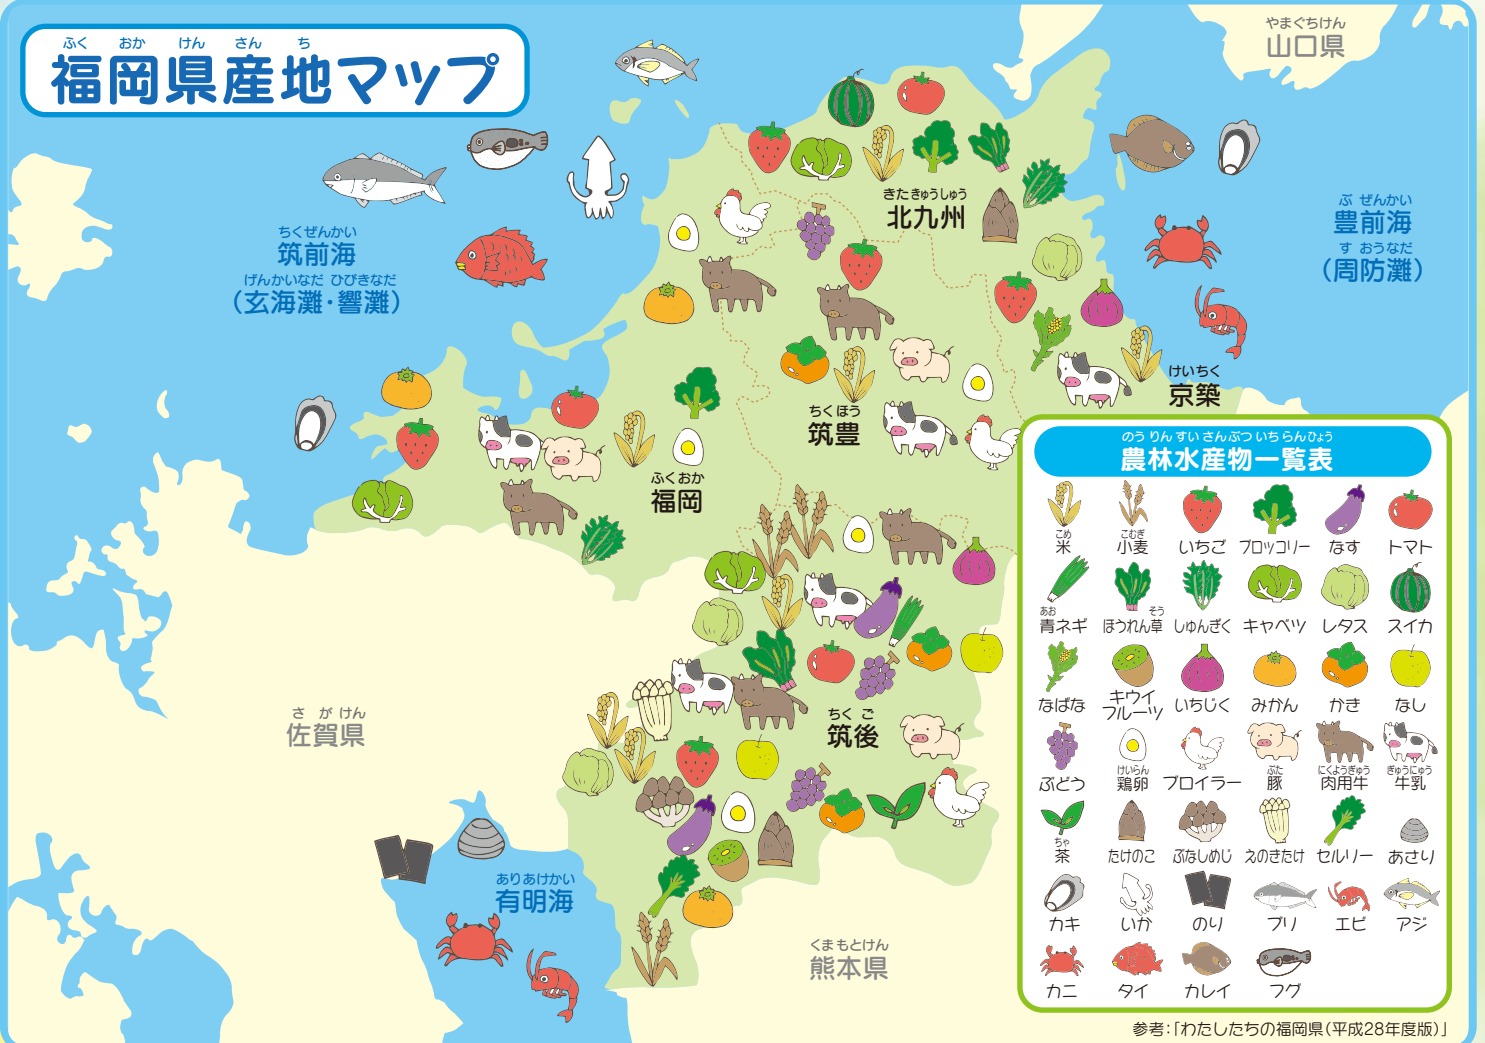 ふく おか けん さん ち
福岡県産地マップ
やまぐちけん
山口県
ちくぜんかい
筑前海
げんかいなだ ひびきなだ
(玄海灘・響灘)
きたきゅうしゅう
北九州
ぶ ぜんかい
豊前海
す おうなだ
(周防灘)
けいちく
京築
ちくほう
筑豊
ふくおか
福岡
ちく ご
筑後
さ が けん
佐賀県
ありあけかい
有明海
くまもとけん
熊本県
のう りん すい さん ぶつ いち らん ひょう
農林水産物一覧表
こめ こむぎ
米 小麦 いちご ブロッコリー なす トマト
あお そう
青ネギ ほうれん草 しゅんぎく キャベツ レタス スイカ
なばな キウイフルーツ いちじく みかん かき なし
けいらん ぶた にくようぎゅう ぎゅうにゅう
ぶどう 鶏卵 ブロイラー 豚 肉用牛 牛乳
ちゃ
茶 たけのこ ぶなしめじ えのきたけ セルリー あさり
カキ いか のり ブリ エビ アジ
カニ タイ カレイ フグ
参考:「わたしたちの福岡県(平成28年度版)」